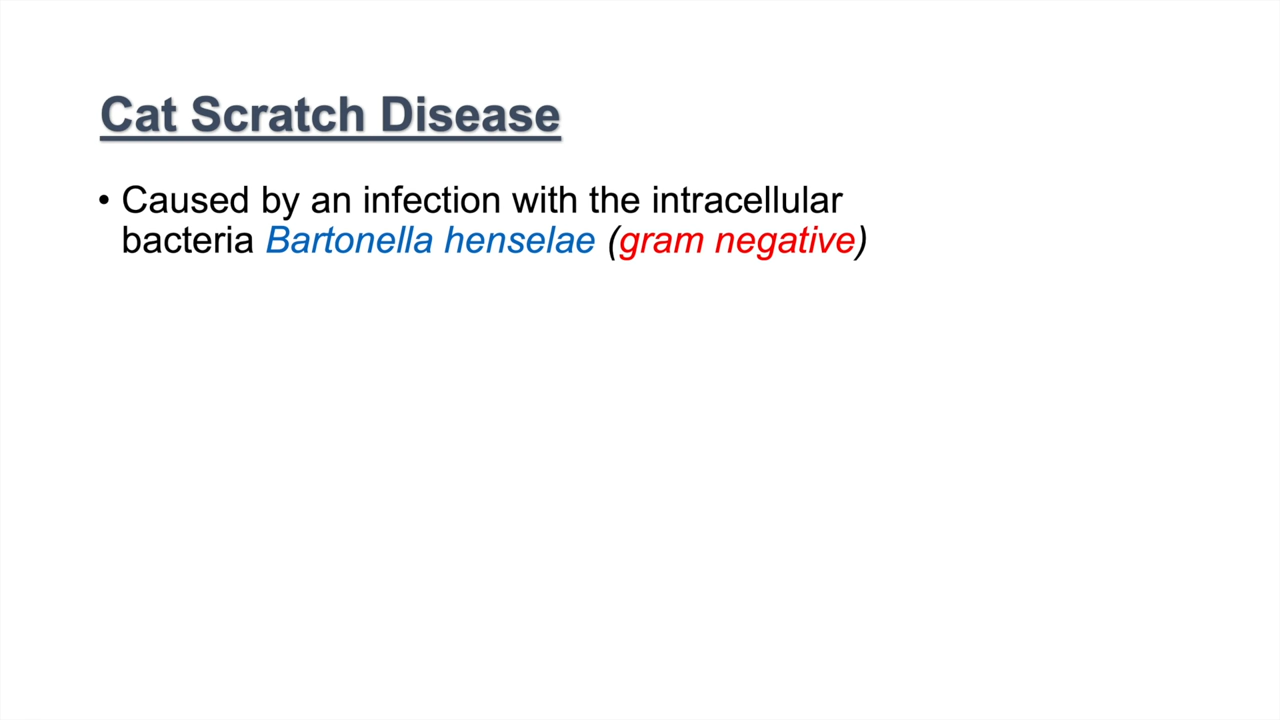 Cat Scratch Disease
• Caused by an infection with the intracellular
bacteria Bartonella henselae (gram negative)